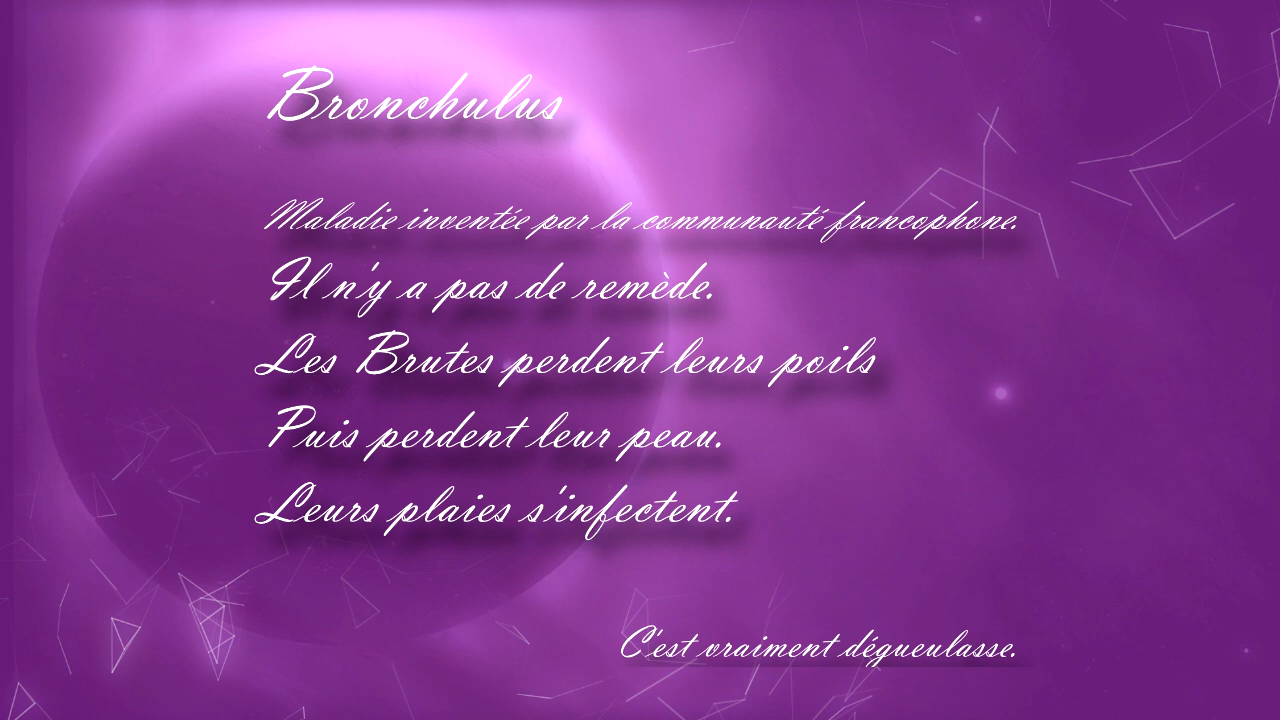 Bronchulus
Maladie inventée par la communauté francophone.
Il n'y a pas de remède.
Les Brutes perdent leurs poils
Puis perdent leur peau.
Leurs plaies s'infectent.
C'est vraiment dégueulasse.